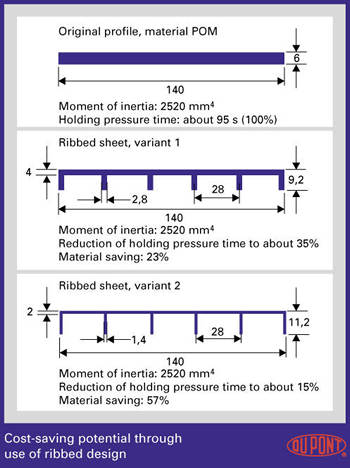 Original profile, material POM
6
140
Moment of inertia: 2520 mm⁴
Holding pressure time: about 95 s (100%)
Ribbed sheet, variant 1
4
9,2
28
2,8
140
Moment of inertia: 2520 mm⁴
Reduction of holding pressure time to about 35%
Material saving: 23%
Ribbed sheet, variant 2
2
11,2
28
1,4
140
Moment of inertia: 2520 mm⁴
Reduction of holding pressure time to about 15%
Material saving: 57%
Cost-saving potential through
use of ribbed design
DU PONT